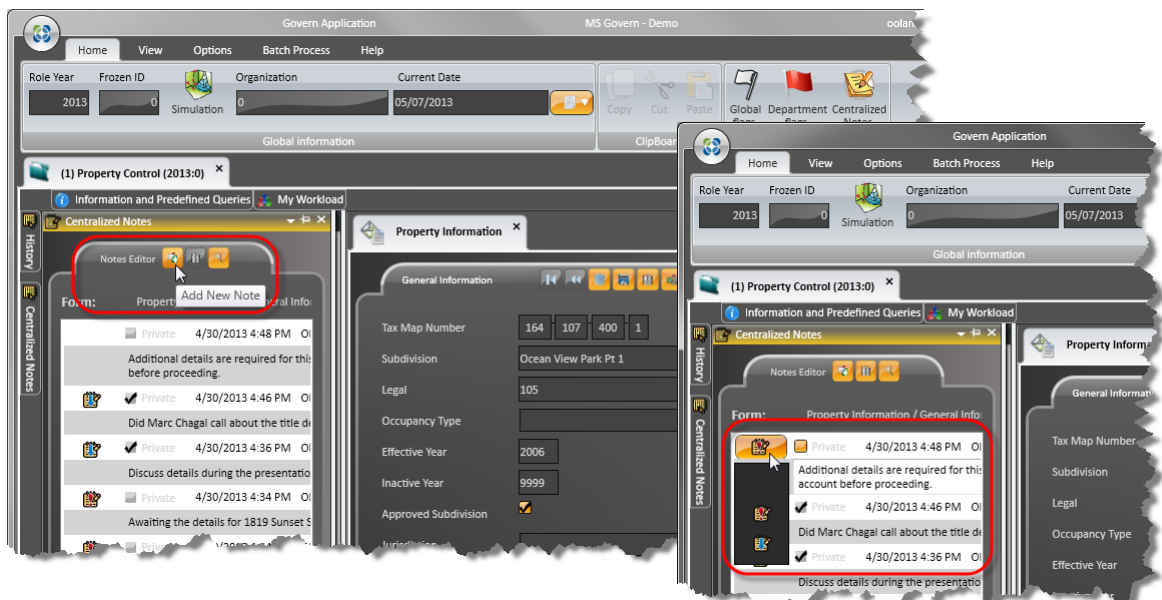 Govern Application MS Govern - Demo oolan
Home View Options Batch Process Help
Role Year Frozen ID Organization Current Date
2013 0 Simulation 0 05/07/2013
Copy Cut Paste Global flags Department flags Centralized Notes
Global information ClipBoar
(1) Property Control (2013:0)
Information and Predefined Queries My Workload
History
Centralized Notes
Centralized Notes
Notes Editor
Add New Note
Form: Property eral Infor
Private 4/30/2013 4:48 PM
Additional details are required for this
before proceeding.
Private 4/30/2013 4:46 PM
Did Marc Chagal call about the title de
Private 4/30/2013 4:36 PM
Discuss details during the presentatio
Private 4/30/2013 4:34 PM
Awaiting the details for 1819 Sunset S
Property Information
General Information
Tax Map Number 164 107 400 1
Subdivision Ocean View Park Pt 1
Legal 105
Occupancy Type
Effective Year 2006
Inactive Year 9999
Approved Subdivision
Jurisdiction
Govern Application
Home View Options Batch Process Help
Role Year Frozen ID Organization Current Date
2013 0 Simulation 0 05/07/2013
Global information
(1) Property Control (2013:0)
Information and Predefined Queries My Workload
History
Centralized Notes
Centralized Notes
Notes Editor
Form: Property Information / General Infor
Private 4/30/2013 4:48 PM
Additional details are required for this
account before proceeding.
Private 4/30/2013 4:46 PM
Did Marc Chagal call about the title de
Private 4/30/2013 4:36 PM
Discuss details during the presentatio
Property Informa
General Informat
Tax Map Number
Subdivision
Legal
Occupancy Type
Effective Year